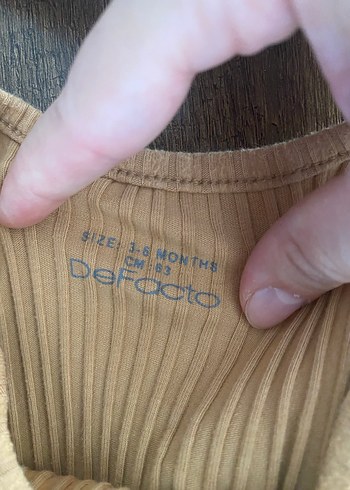 SIZE: 3-6 MONTHS
CM: 63
DeFacto